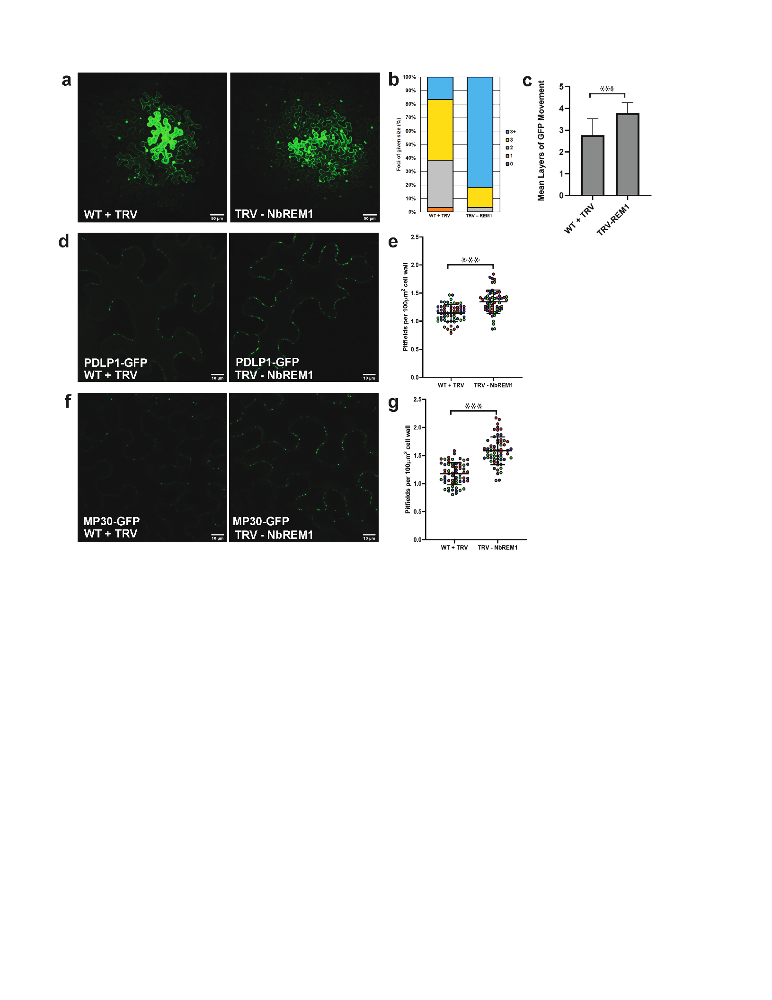 a
WT + TRV
50 µm
TRV - NbREM1
50 µm
b
Foci of given size (%)
100%
90%
80%
70%
60%
50%
40%
30%
20%
10%
0%
WT + TRV
TRV – REM1
3+
3
2
1
0
c
Mean Layers of GFP Movement
5
4
3
2
1
0
***
WT + TRV
TRV-REM1
d
PDLP1-GFP
WT + TRV
10 µm
PDLP1-GFP
TRV - NbREM1
10 µm
e
Pitfields per 100µm² cell wall
2.5
2.0
1.5
1.0
0.5
0.0
***
WT + TRV
TRV - NbREM1
f
MP30-GFP
WT + TRV
10 µm
MP30-GFP
TRV - NbREM1
10 µm
g
Pitfields per 100µm² cell wall
2.5
2.0
1.5
1.0
0.5
0.0
***
WT + TRV
TRV - NbREM1